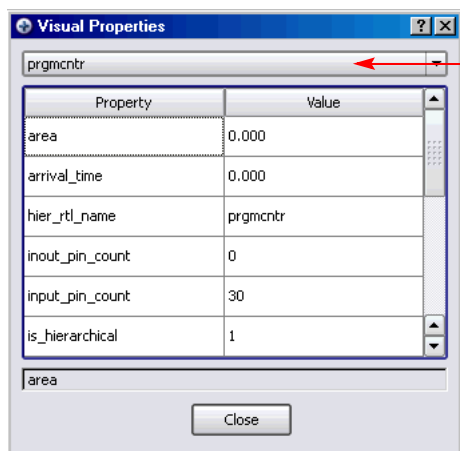 Visual Properties
prgmcntr
Property Value
area 0.000
arrival_time 0.000
hier_rtl_name prgmcntr
inout_pin_count 0
input_pin_count 30
is_hierarchical 1
area
Close